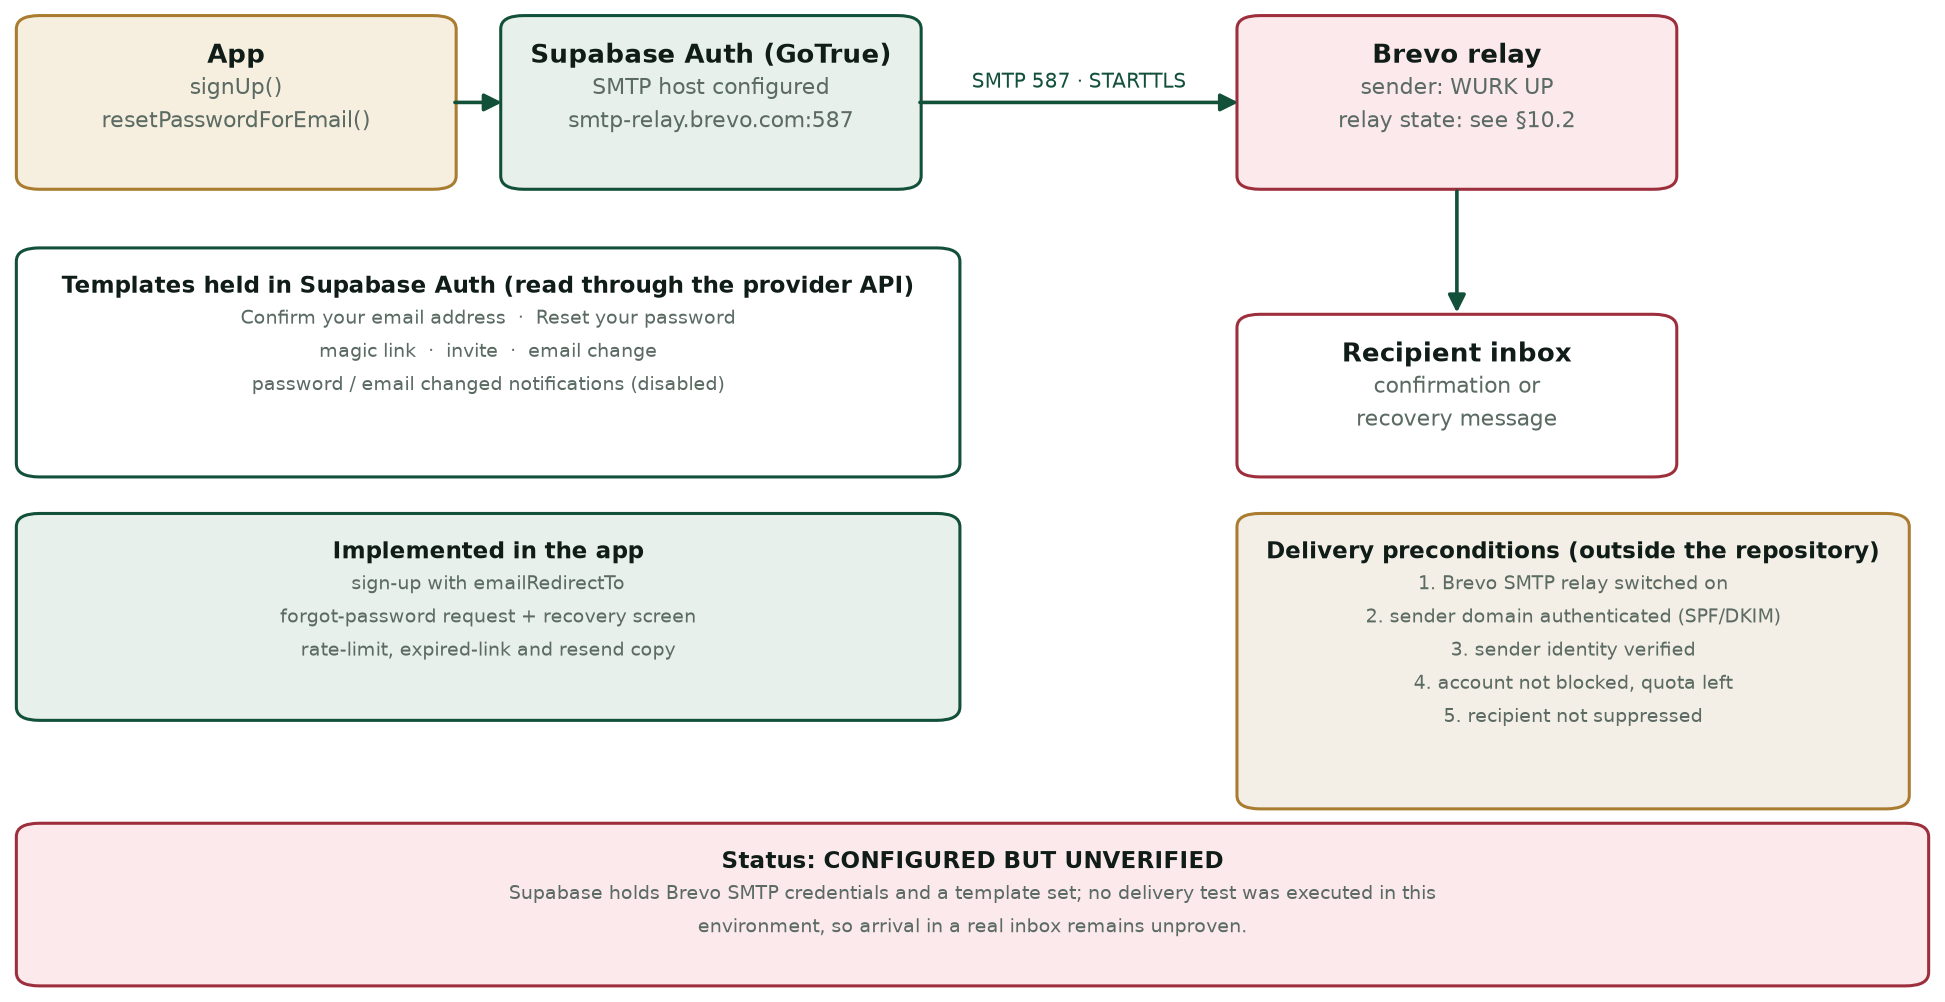 App
signUp()
resetPasswordForEmail()
Supabase Auth (GoTrue)
SMTP host configured
smtp-relay.brevo.com:587
SMTP 587 · STARTTLS
Brevo relay
sender: WURK UP
relay state: see §10.2
Templates held in Supabase Auth (read through the provider API)
Confirm your email address · Reset your password
magic link · invite · email change
password / email changed notifications (disabled)
Recipient inbox
confirmation or
recovery message
Implemented in the app
sign-up with emailRedirectTo
forgot-password request + recovery screen
rate-limit, expired-link and resend copy
Delivery preconditions (outside the repository)
1. Brevo SMTP relay switched on
2. sender domain authenticated (SPF/DKIM)
3. sender identity verified
4. account not blocked, quota left
5. recipient not suppressed
Status: CONFIGURED BUT UNVERIFIED
Supabase holds Brevo SMTP credentials and a template set; no delivery test was executed in this
environment, so arrival in a real inbox remains unproven.